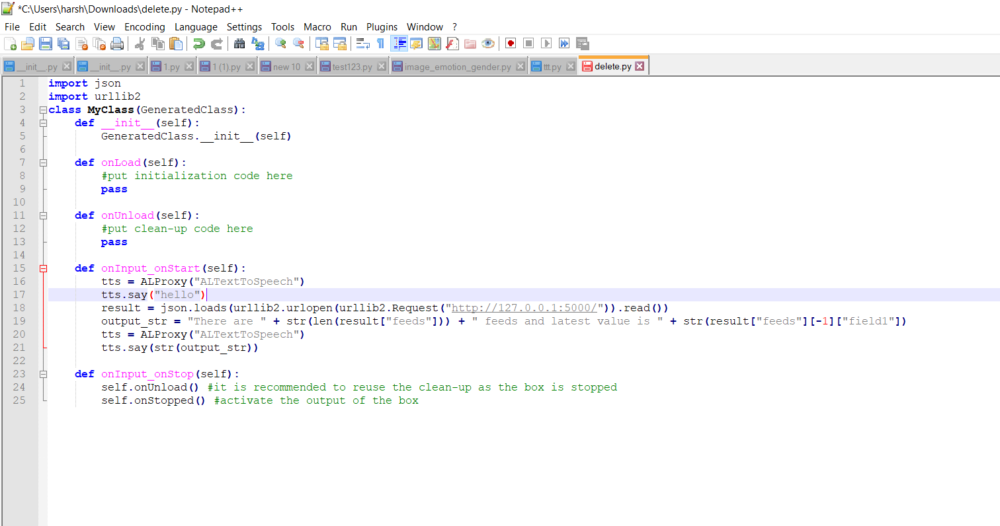 *C:\Users\harsh\Downloads\delete.py - Notepad++
File Edit Search View Encoding Language Settings Tools Macro Run Plugins Window ?
__init__.py __init__.py 1.py 1 (1).py new 10 test123.py image_emotion_gender.py ttt.py delete.py
1 import json
2 import urllib2
3 class MyClass(GeneratedClass):
4     def __init__(self):
5         GeneratedClass.__init__(self)
6
7     def onLoad(self):
8         #put initialization code here
9         pass
10
11     def onUnload(self):
12         #put clean-up code here
13         pass
14
15     def onInput_onStart(self):
16         tts = ALProxy("ALTextToSpeech")
17         tts.say("hello")
18         result = json.loads(urllib2.urlopen(urllib2.Request("http://127.0.0.1:5000/")).read())
19         output_str = "There are " + str(len(result["feeds"])) + " feeds and latest value is " + str(result["feeds"][-1]["field1"])
20         tts = ALProxy("ALTextToSpeech")
21         tts.say(str(output_str))
22
23     def onInput_onStop(self):
24         self.onUnload() #it is recommended to reuse the clean-up as the box is stopped
25         self.onStopped() #activate the output of the box